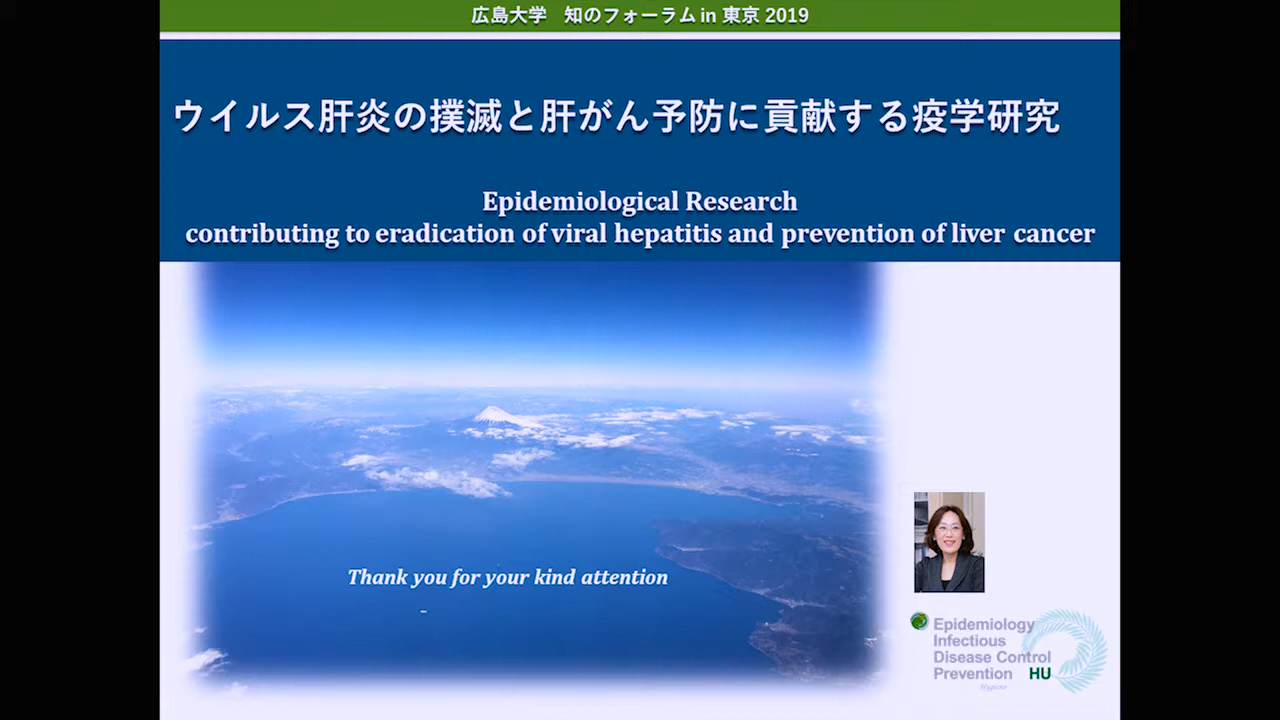 広島大学 知のフォーラム in 東京 2019
ウイルス肝炎の撲滅と肝がん予防に貢献する疫学研究
Epidemiological Research
contributing to eradication of viral hepatitis and prevention of liver cancer
Thank you for your kind attention
Epidemiology
Infectious
Disease Control
Prevention HU
Hygiene